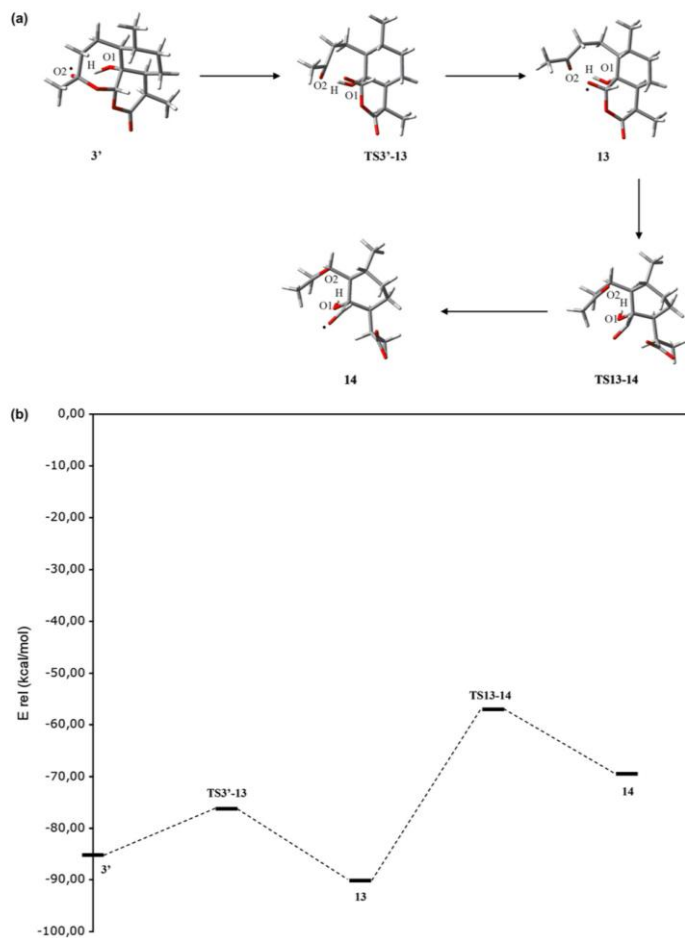 (a)
O2
H
O1
3'
O2
H
O1
TS3'-13
O2
H
O1
13
O2
H
O1
14
O2
H
O1
TS13-14
(b)
0,00
-10,00
-20,00
-30,00
-40,00
-50,00
-60,00
-70,00
-80,00
-90,00
-100,00
E rel (kcal/mol)
TS13-14
TS3'-13
14
3'
13